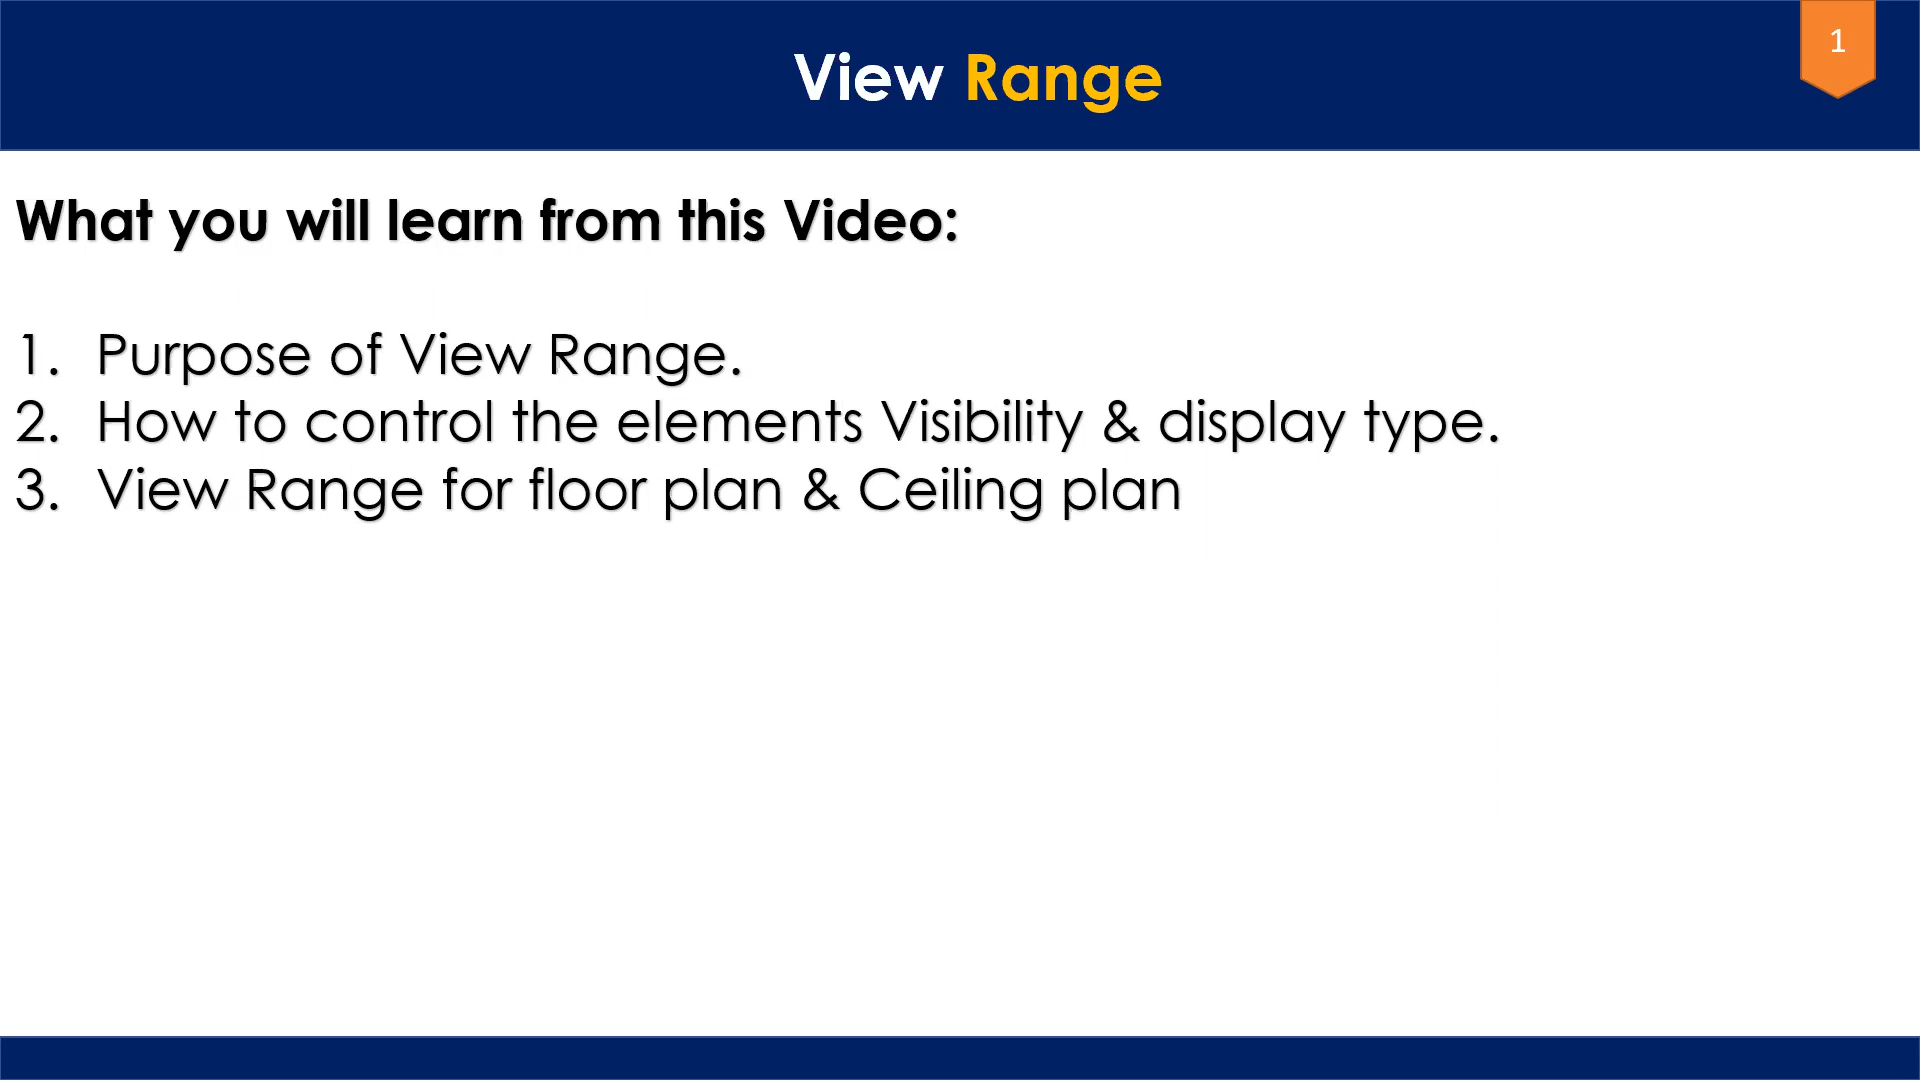 View Range
1
What you will learn from this Video:
1. Purpose of View Range.
2. How to control the elements Visibility & display type.
3. View Range for floor plan & Ceiling plan